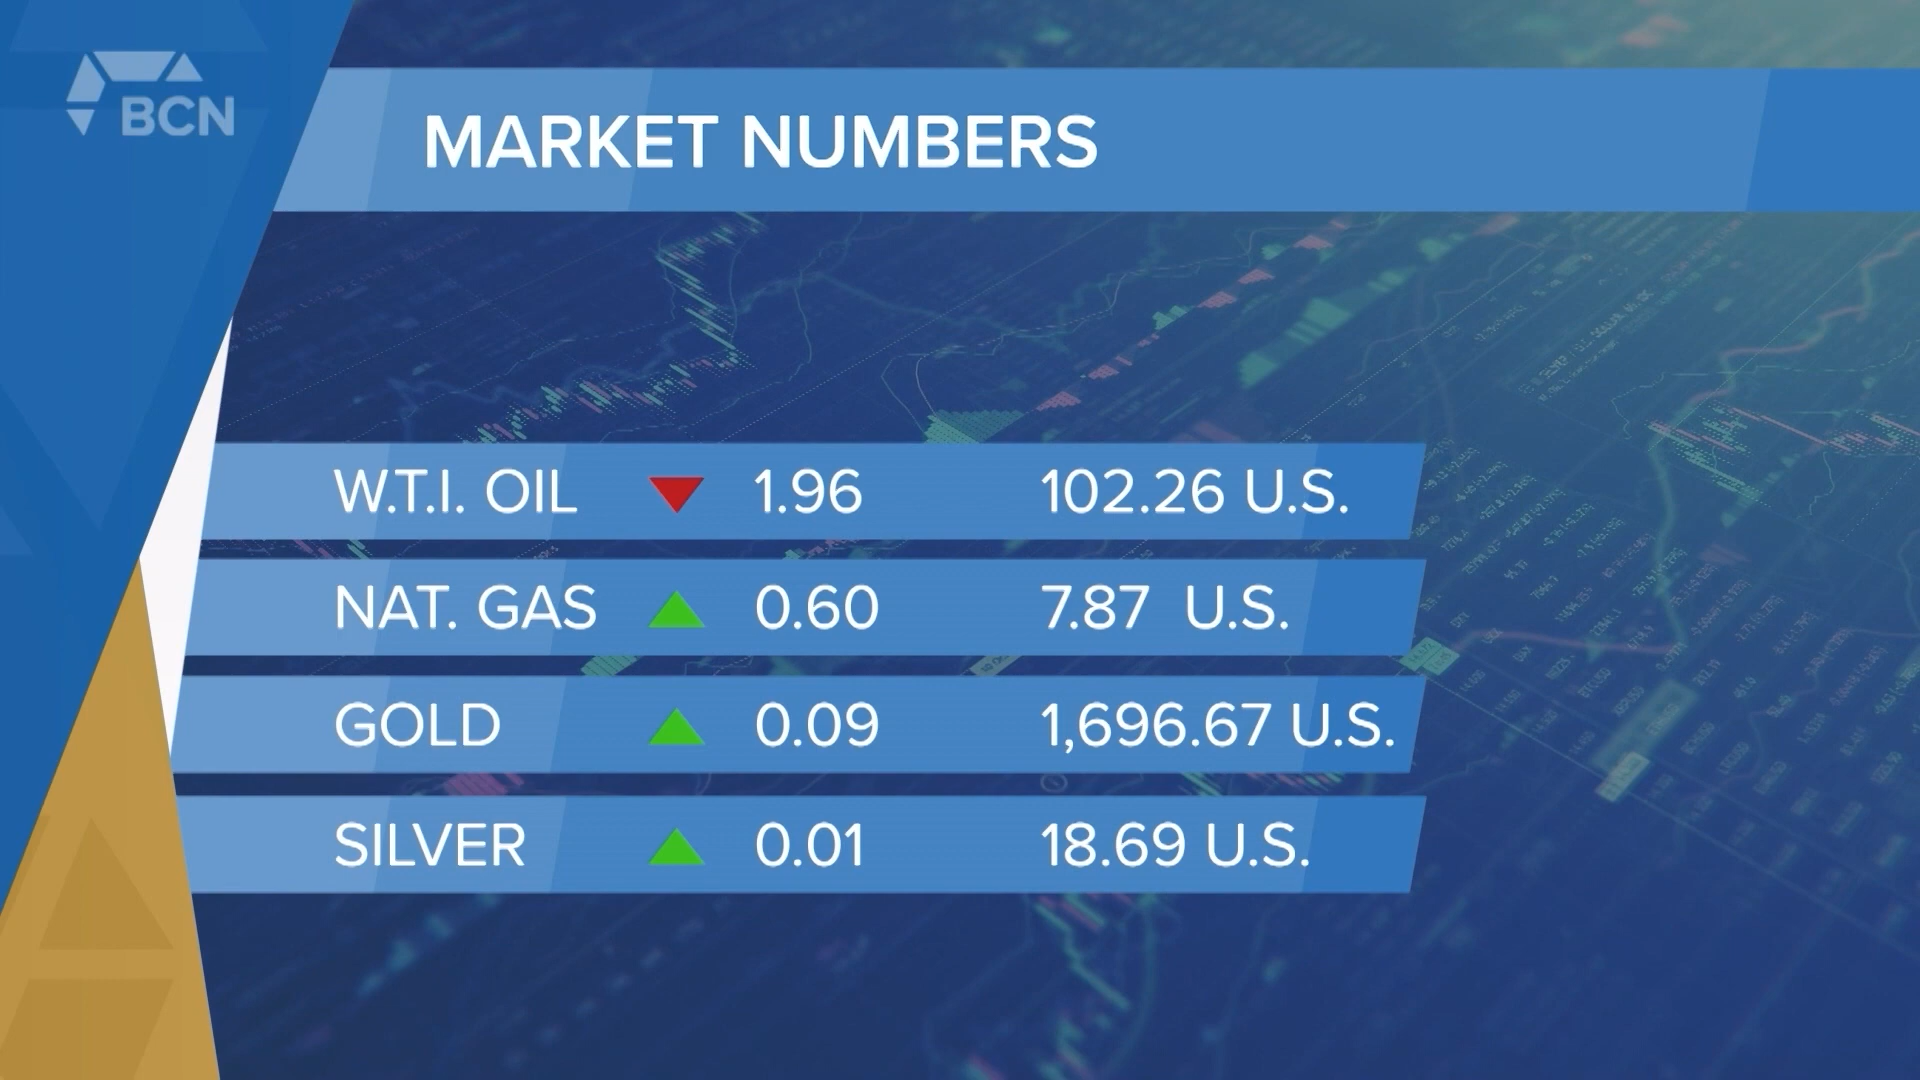 BCN
MARKET NUMBERS
W.T.I. OIL 1.96 102.26 U.S.
NAT. GAS 0.60 7.87 U.S.
GOLD 0.09 1,696.67 U.S.
SILVER 0.01 18.69 U.S.